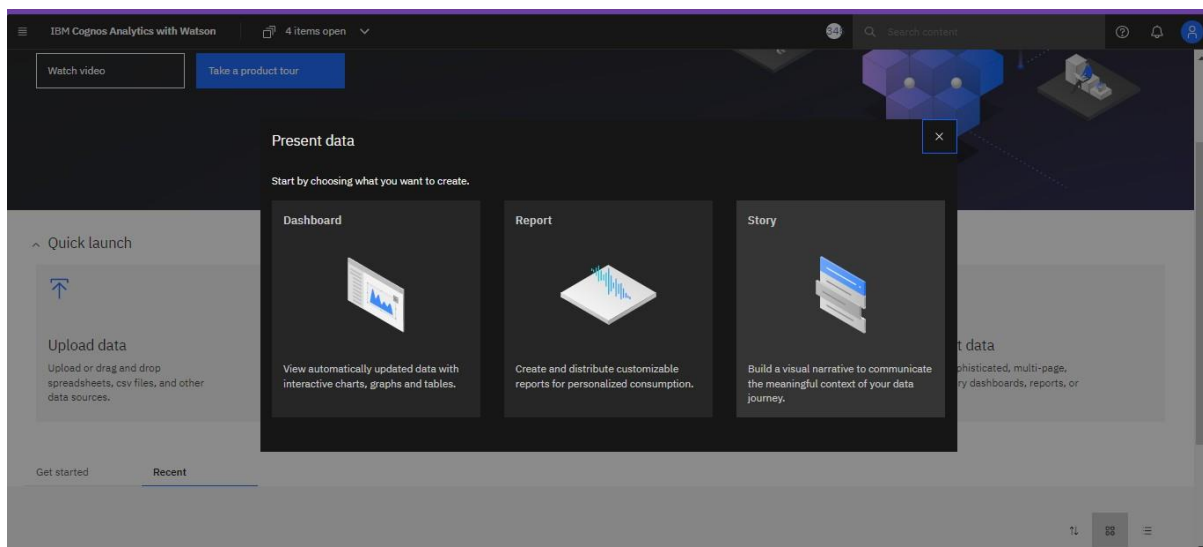 IBM Cognos Analytics with Watson
4 items open
34
Search content
Watch video
Take a product tour
Present data
Start by choosing what you want to create.
Dashboard
View automatically updated data with
interactive charts, graphs and tables.
Report
Create and distribute customizable
reports for personalized consumption.
Story
Build a visual narrative to communicate
the meaningful context of your data
journey.
Quick launch
Upload data
Upload or drag and drop
spreadsheets, csv files, and other
data sources.
t data
phisticated, multi-page,
ry dashboards, reports, or
Get started
Recent